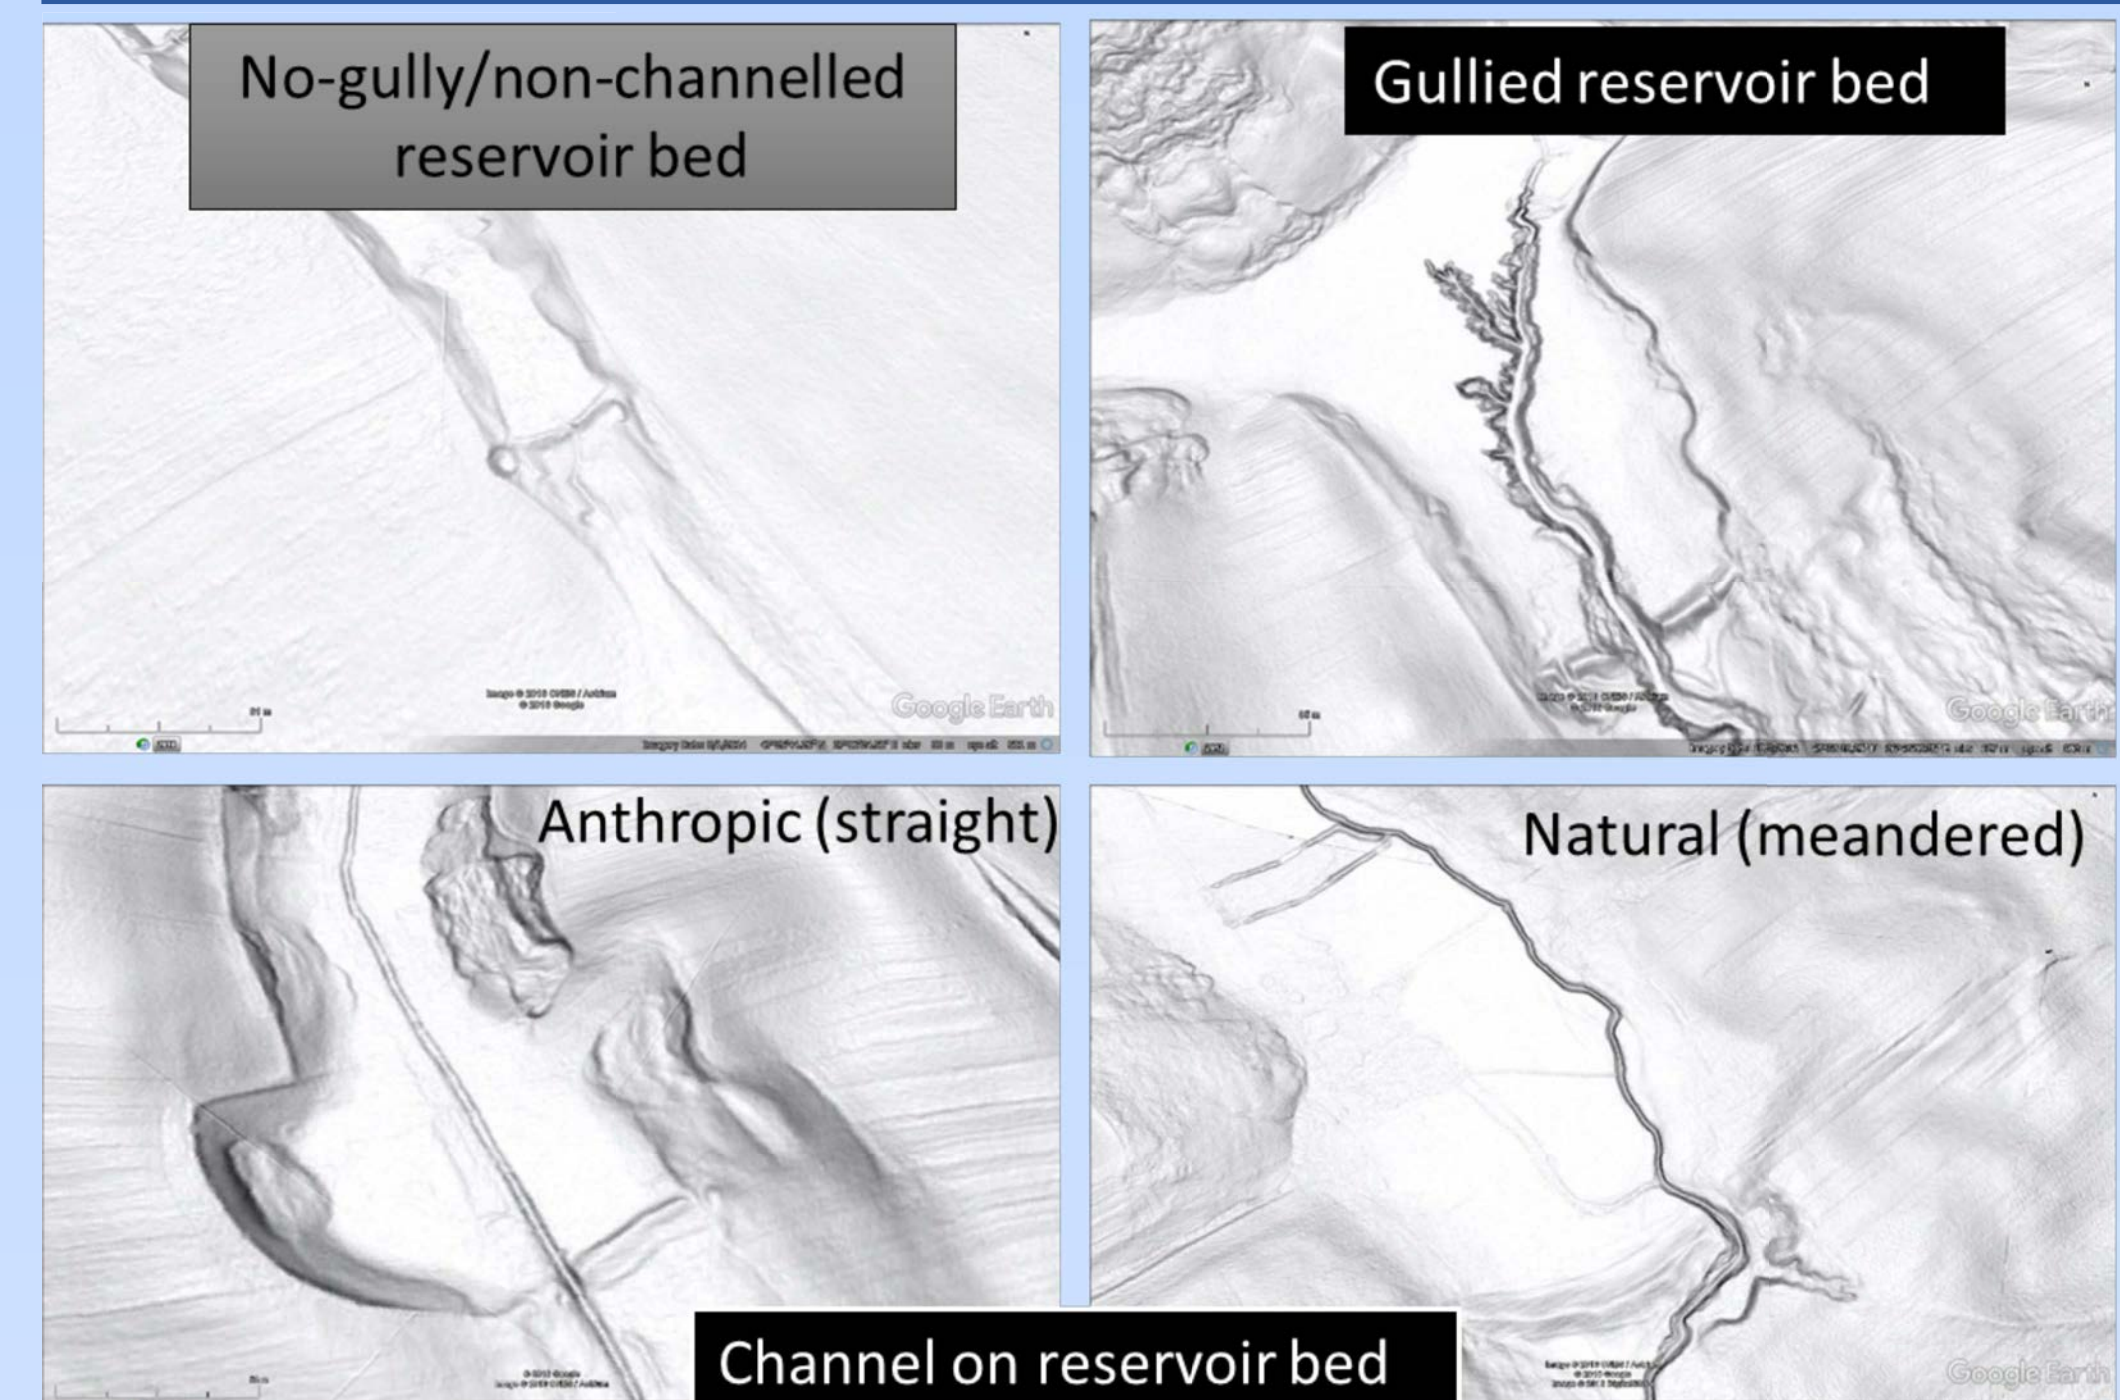 No-gully/non-channelled
reservoir bed
Gullied reservoir bed
Google Earth
Google Earth
Anthropic (straight)
Natural (meandered)
Channel on reservoir bed
Google Earth